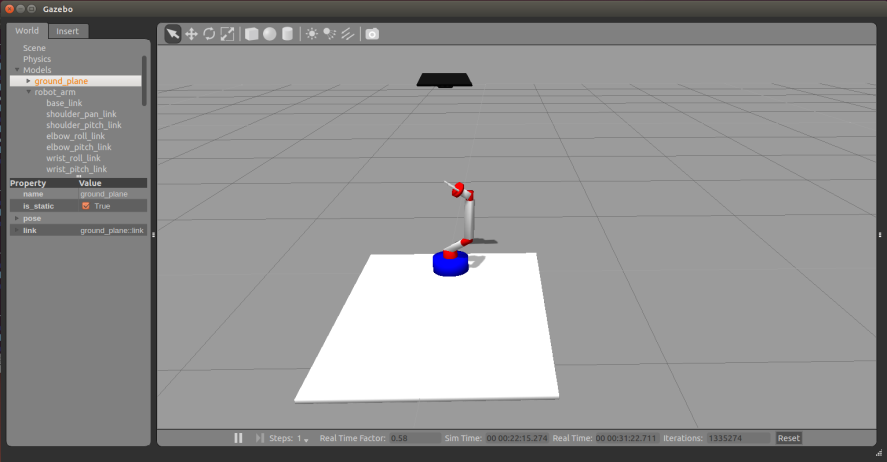 Gazebo
World Insert
Scene
Physics
Models
ground_plane
robot_arm
base_link
shoulder_pan_link
shoulder_pitch_link
elbow_roll_link
elbow_pitch_link
wrist_roll_link
wrist_pitch_link
Property Value
name ground_plane
is_static True
pose
link ground_plane::link
Steps: 1 Real Time Factor: 0.58 Sim Time: 00 00:22:15.274 Real Time: 00 00:31:22.711 Iterations: 1335274 Reset